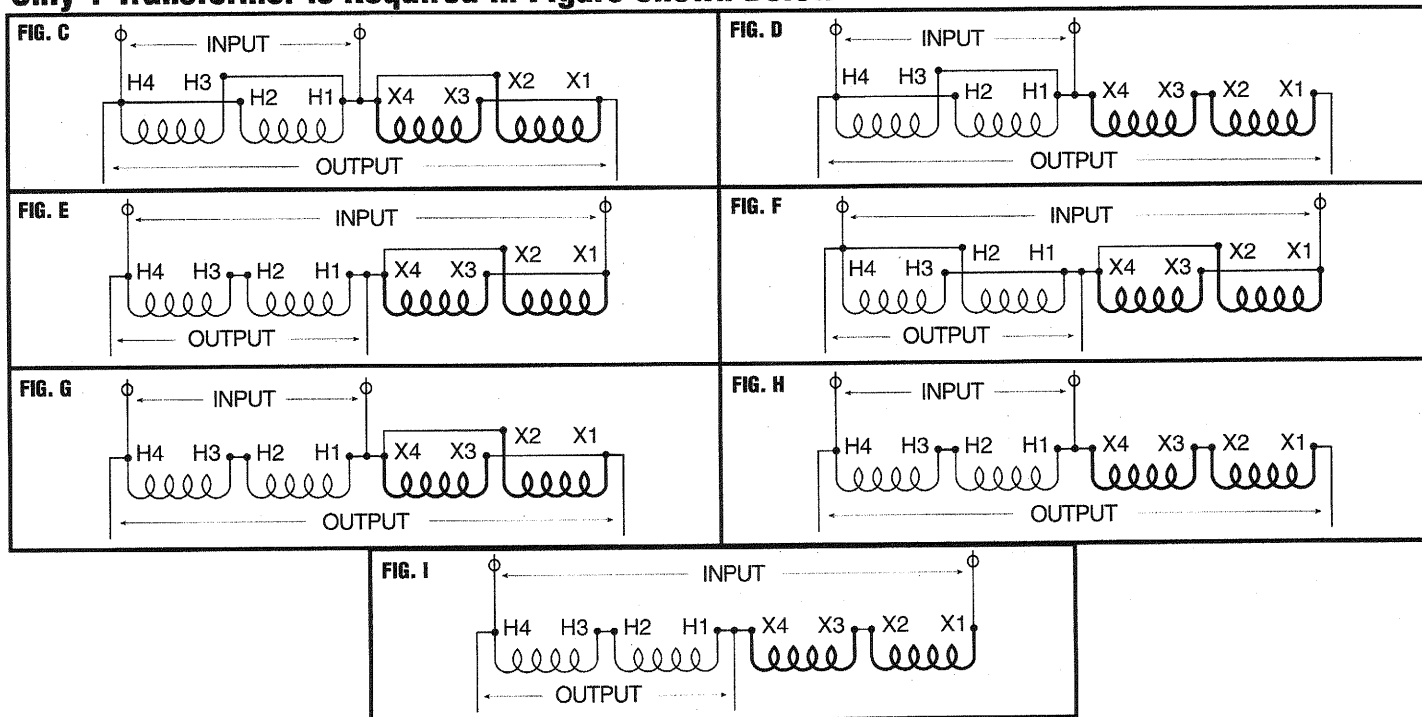 FIG. C
INPUT
H4 H3 H2 H1 X4 X3 X2 X1
OUTPUT
FIG. D
INPUT
H4 H3 H2 H1 X4 X3 X2 X1
OUTPUT
FIG. E
INPUT
H4 H3 H2 H1 X4 X3 X2 X1
OUTPUT
FIG. F
INPUT
H4 H3 H2 H1 X4 X3 X2 X1
OUTPUT
FIG. G
INPUT
H4 H3 H2 H1 X4 X3 X2 X1
OUTPUT
FIG. H
INPUT
H4 H3 H2 H1 X4 X3 X2 X1
OUTPUT
FIG. I
INPUT
H4 H3 H2 H1 X4 X3 X2 X1
OUTPUT